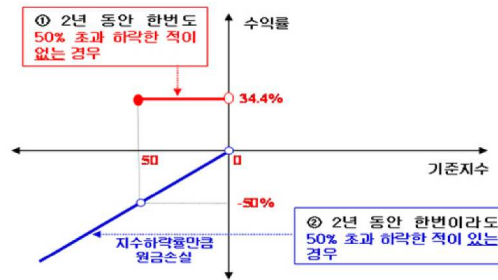 ① 2년 동안 한번도
50% 초과 하락한 적이
없는 경우
수익률
34.4%
50
0
기준지수
-50%
지수하락율만큼
원금손실
② 2년 동안 한번이라도
50% 초과 하락한 적이 있는
경우